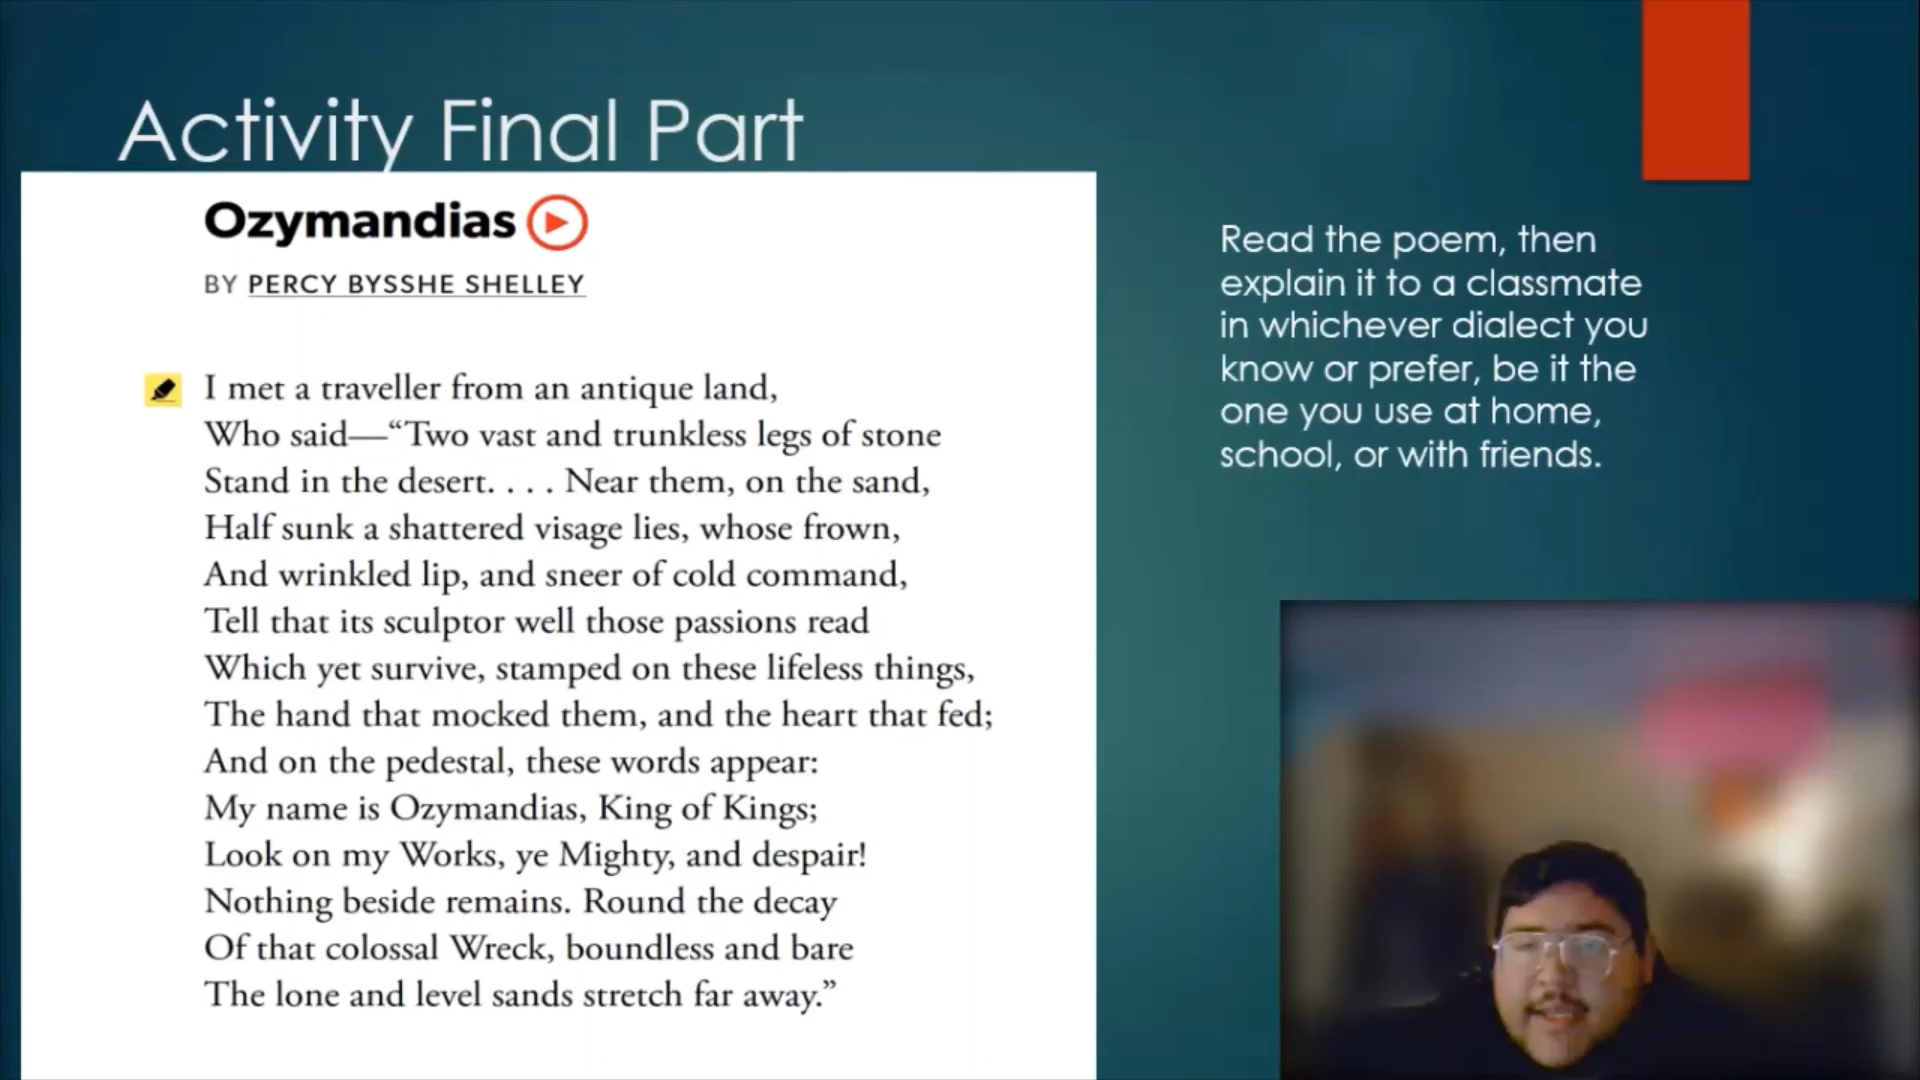 Activity Final Part
Ozymandias
BY PERCY BYSSHE SHELLEY
I met a traveller from an antique land,
Who said—“Two vast and trunkless legs of stone
Stand in the desert. . . . Near them, on the sand,
Half sunk a shattered visage lies, whose frown,
And wrinkled lip, and sneer of cold command,
Tell that its sculptor well those passions read
Which yet survive, stamped on these lifeless things,
The hand that mocked them, and the heart that fed;
And on the pedestal, these words appear:
My name is Ozymandias, King of Kings;
Look on my Works, ye Mighty, and despair!
Nothing beside remains. Round the decay
Of that colossal Wreck, boundless and bare
The lone and level sands stretch far away.”
Read the poem, then
explain it to a classmate
in whichever dialect you
know or prefer, be it the
one you use at home,
school, or with friends.